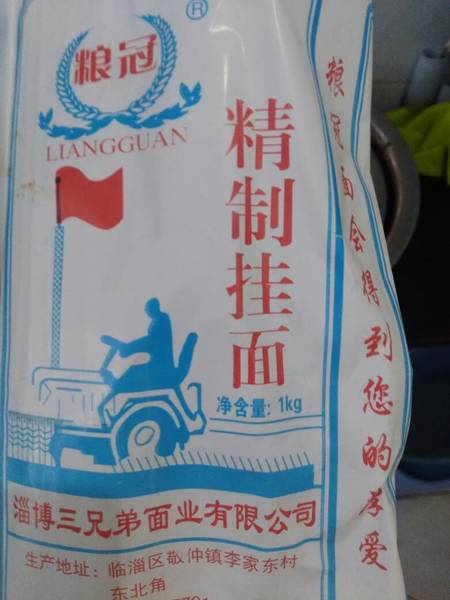 粮冠
®
LIANGGUAN
精制挂面
净含量: 1kg
淄博三兄弟面业有限公司
生产地址: 临淄区敬仲镇李家东村
东北角
粮冠面会得到您的厚爱